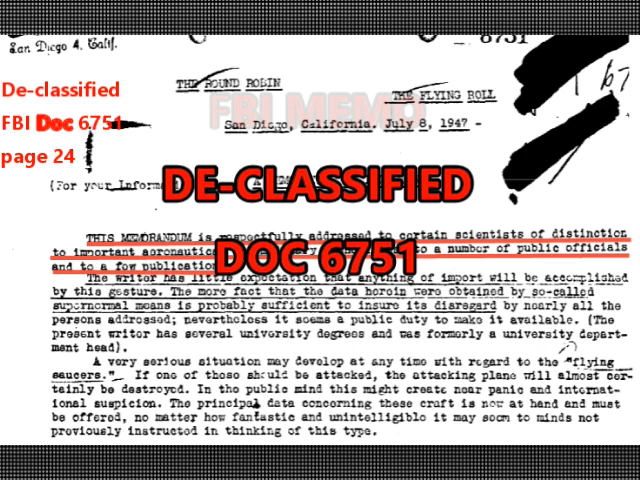 San Diego 4, Calif.
6751
THE ROUND ROBIN
THE FLYING ROLL
De-classified
FBI Doc 6751
page 24
FBI MEMO
San Diego, California. July 8, 1947 -
b7
(For your
DE-CLASSIFIED
DOC 6751
THIS MEMORANDUM is respectfully addressed to certain scientists of distinction
to important to a number of public officials
and to a few
The writer has little expectation that anything of import will be accomplished
by this gesture. The more fact that the data heroin were obtained by so-called
supernormal means is probably sufficient to insure its disregard by nearly all the
persons addressed; nevertheless it seems a public duty to make it available. (The
present writer has several university degrees and was formerly a university depart-
ment head).
A very serious situation may develop at any time with regard to the "flying
saucers." If one of these should be attacked, the attacking plane will almost cer-
tainly be destroyed. In the public mind this might create near panic and internat-
ional suspicion. The principal data concerning these craft is now at hand and must
be offered, no matter how fantastic and unintelligible it may seem to minds not
previously instructed in thinking of this type.